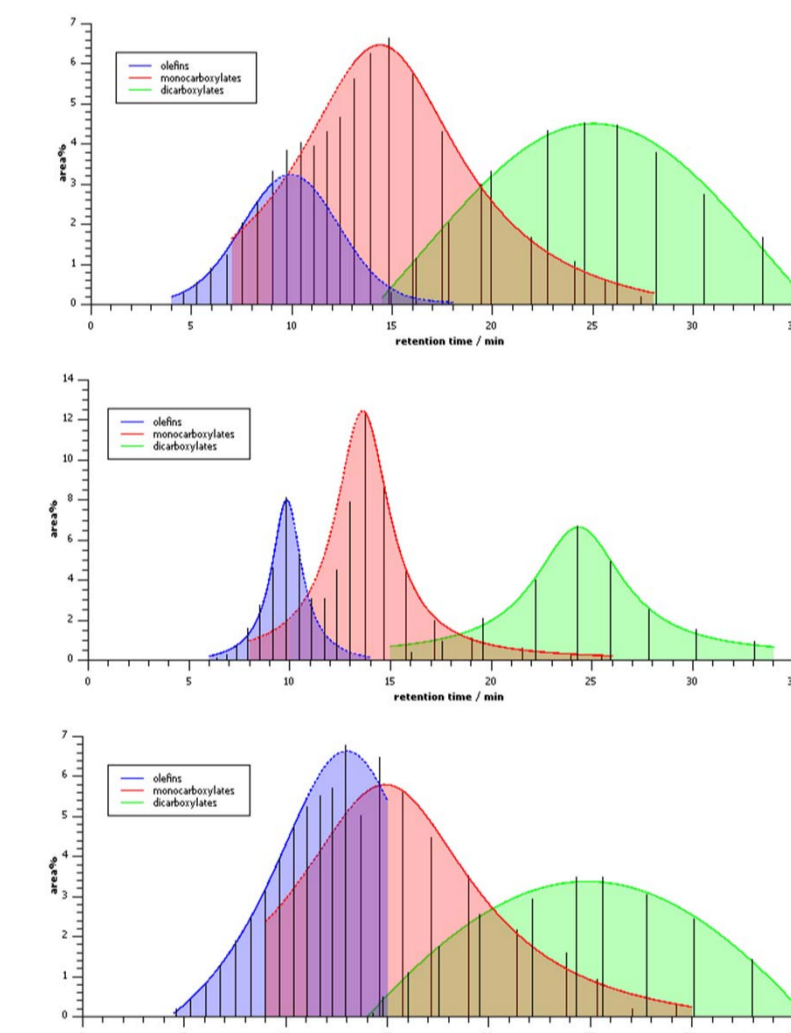 7
6
5
4
3
2
1
0
area%
olefins
monocarboxylates
dicarboxylates
0 5 10 15 20 25 30
retention time / min
14
12
10
8
6
4
2
0
area%
olefins
monocarboxylates
dicarboxylates
0 5 10 15 20 25 30
retention time / min
7
6
5
4
3
2
1
0
area%
olefins
monocarboxylates
dicarboxylates